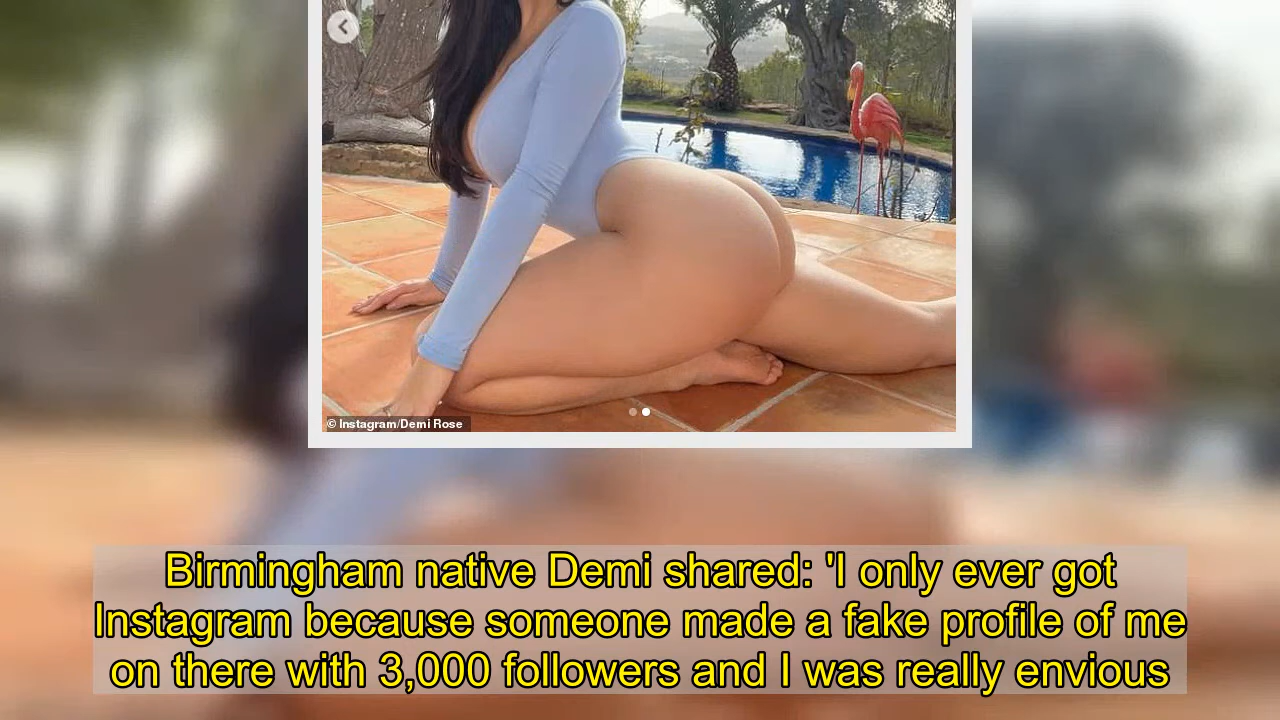 © Instagram/Demi Rose
Birmingham native Demi shared: 'I only ever got
Instagram because someone made a fake profile of me
on there with 3,000 followers and I was really envious